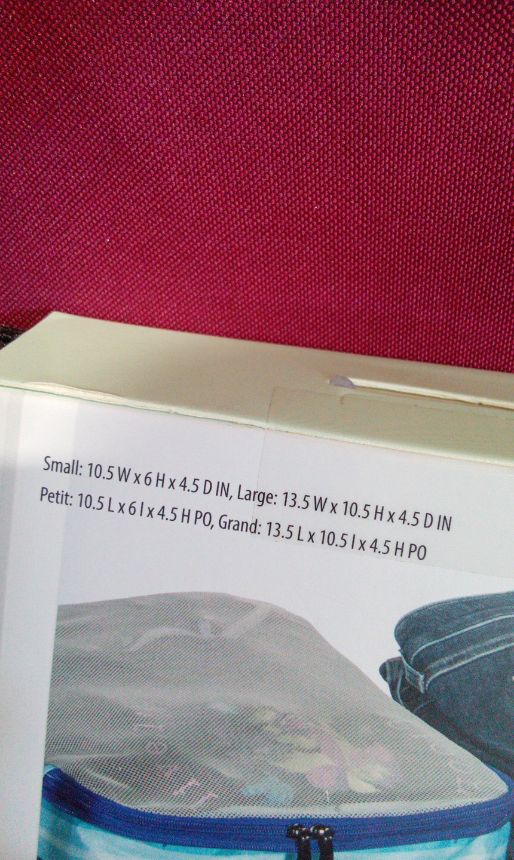 Small: 10.5 W x 6 H x 4.5 D IN, Large: 13.5 W x 10.5 H x 4.5 D IN
Petit: 10.5 L x 6 l x 4.5 H PO, Grand: 13.5 L x 10.5 l x 4.5 H PO